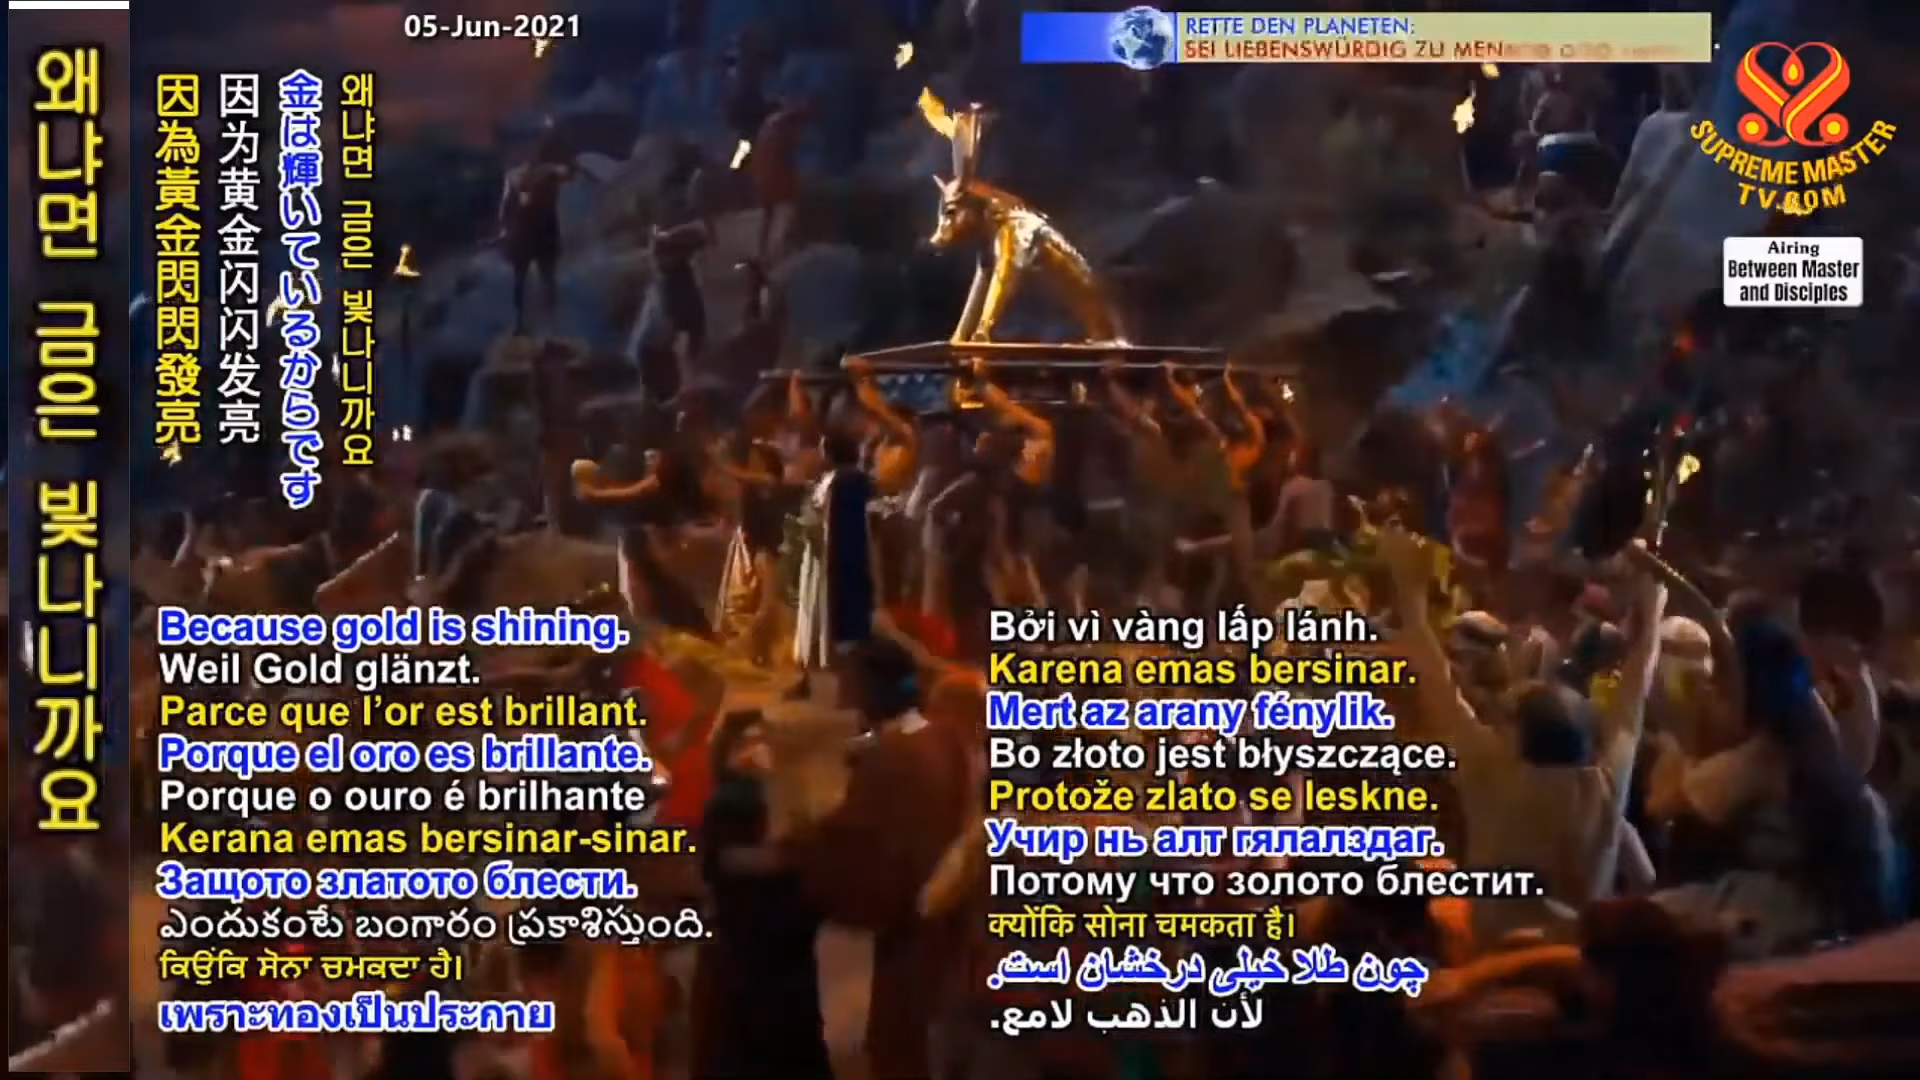 05-Jun-2021
RETTE DEN PLANETEN:
SEI LIEBENSWÜRDIG ZU
SUPREME MASTER
TV.COM
Airing
Between Master
and Disciples
왜냐면 금은 빛나니까요
因為黃金閃閃發亮
因为黄金闪闪发亮
金は輝いているからです
왜냐면 금은 빛나니까요
Because gold is shining.
Weil Gold glänzt.
Parce que l’or est brillant.
Porque el oro es brillante.
Porque o ouro é brilhante
Kerana emas bersinar-sinar.
Защото златото блести.
ఎందుకంటే బంగారం ప్రకాశిస్తుంది.
ਕਿਉਂਕਿ ਸੋਨਾ ਚਮਕਦਾ ਹੈ।
เพราะทองเป็นประกาย
Bởi vì vàng lấp lánh.
Karena emas bersinar.
Mert az arany fénylik.
Bo złoto jest błyszczące.
Protože zlato se leskne.
Учир нь алт гялалздаг.
Потому что золото блестит.
क्योंकि सोना चमकता है।
چون طلا خیلی درخشان است.
لأن الذهب لامع.